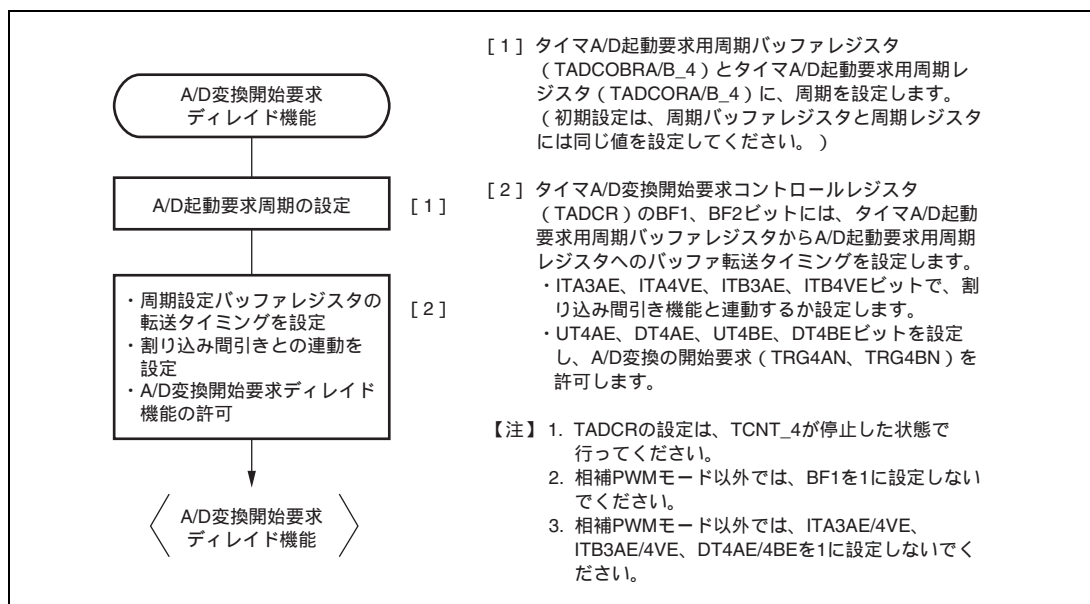 A/D変換開始要求
ディレイド機能
A/D起動要求周期の設定
[ 1 ]
・周期設定バッファレジスタの
転送タイミングを設定
・割り込み間引きとの連動を
設定
・A/D変換開始要求ディレイド
機能の許可
[ 2 ]
A/D変換開始要求
ディレイド機能
[ 1 ] タイマA/D起動要求用周期バッファレジスタ
(TADCOBRA/B_4)とタイマA/D起動要求用周期レ
ジスタ(TADCORA/B_4)に、周期を設定します。
(初期設定は、周期バッファレジスタと周期レジスタ
には同じ値を設定してください。)
[ 2 ] タイマA/D変換開始要求コントロールレジスタ
(TADCR)のBF1、BF2ビットには、タイマA/D起動
要求用周期バッファレジスタからA/D起動要求用周期
レジスタへのバッファ転送タイミングを設定します。
・ITA3AE、ITA4VE、ITB3AE、ITB4VEビットで、割
り込み間引き機能と連動するか設定します。
・UT4AE、DT4AE、UT4BE、DT4BEビットを設定
し、A/D変換の開始要求(TRG4AN、TRG4BN)を
許可します。
【注】 1. TADCRの設定は、TCNT_4が停止した状態で
行ってください。
2. 相補PWMモード以外では、BF1を1に設定しない
でください。
3. 相補PWMモード以外では、ITA3AE/4VE、
ITB3AE/4VE、DT4AE/4BEを1に設定しないでく
ださい。